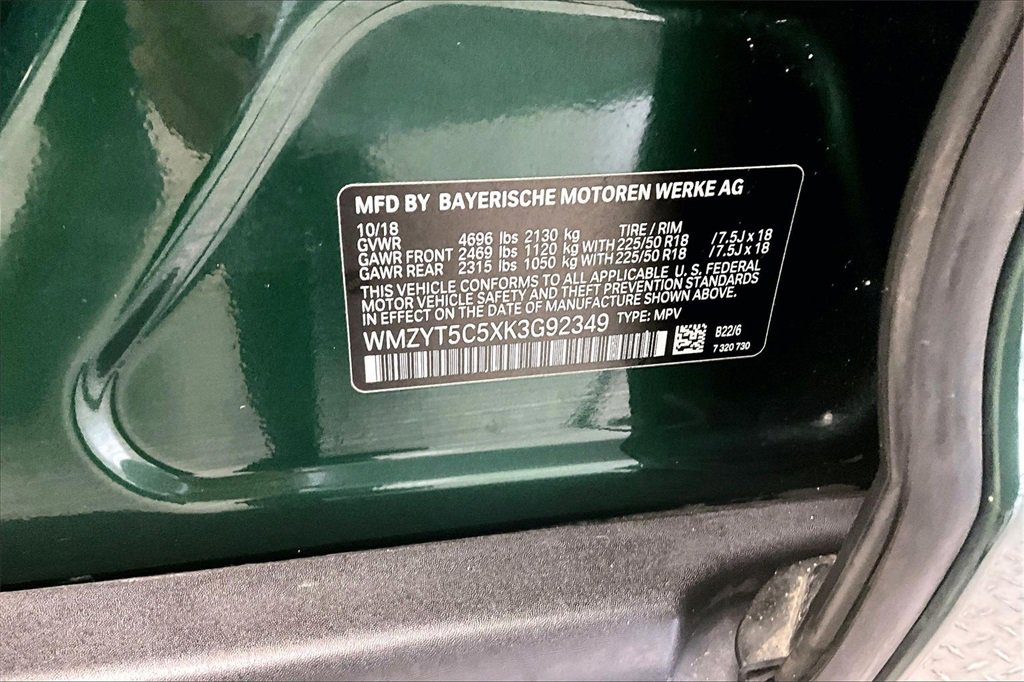 MFD BY BAYERISCHE MOTOREN WERKE AG
10/18 TIRE / RIM
GVWR 4696 lbs 2130 kg
GAWR FRONT 2469 lbs 1120 kg WITH 225/50 R18 / 7.5J x 18
GAWR REAR 2315 lbs 1050 kg WITH 225/50 R18 / 7.5J x 18
THIS VEHICLE CONFORMS TO ALL APPLICABLE U. S. FEDERAL
MOTOR VEHICLE SAFETY AND THEFT PREVENTION STANDARDS
IN EFFECT ON THE DATE OF MANUFACTURE SHOWN ABOVE.
WMZYT5C5XK3G92349 TYPE: MPV
B22/6
7 320 730